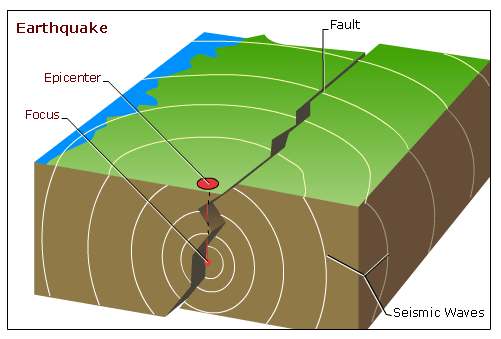 Earthquake
Fault
Epicenter
Focus
Seismic Waves